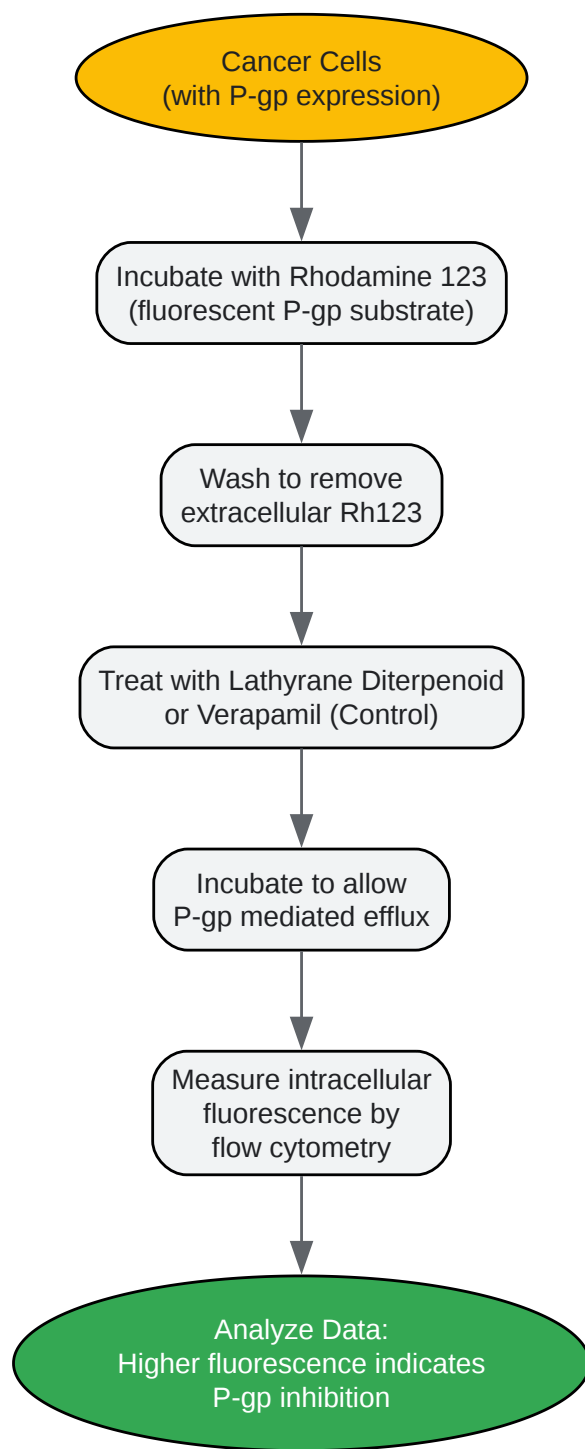 Cancer Cells
(with P-gp expression)
Incubate with Rhodamine 123
(fluorescent P-gp substrate)
Wash to remove
extracellular Rh123
Treat with Lathyrane Diterpenoid
or Verapamil (Control)
Incubate to allow
P-gp mediated efflux
Measure intracellular
fluorescence by
flow cytometry
Analyze Data:
Higher fluorescence indicates
P-gp inhibition